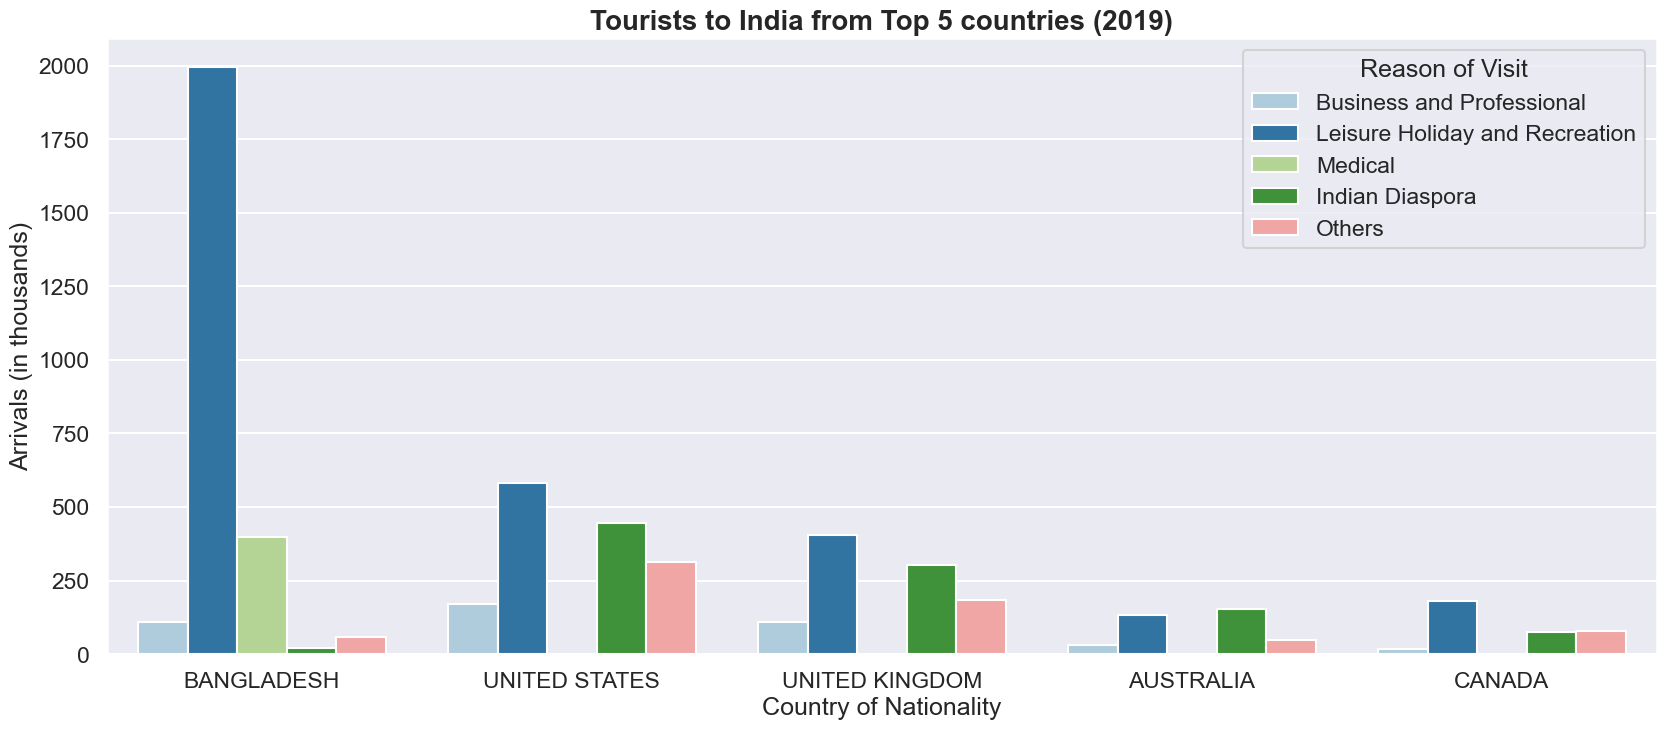 Tourists to India from Top 5 countries (2019)
Reason of Visit
Business and Professional
Leisure Holiday and Recreation
Medical
Indian Diaspora
Others
Arrivals (in thousands)
2000
1750
1500
1250
1000
750
500
250
0
BANGLADESH
UNITED STATES
UNITED KINGDOM
AUSTRALIA
CANADA
Country of Nationality